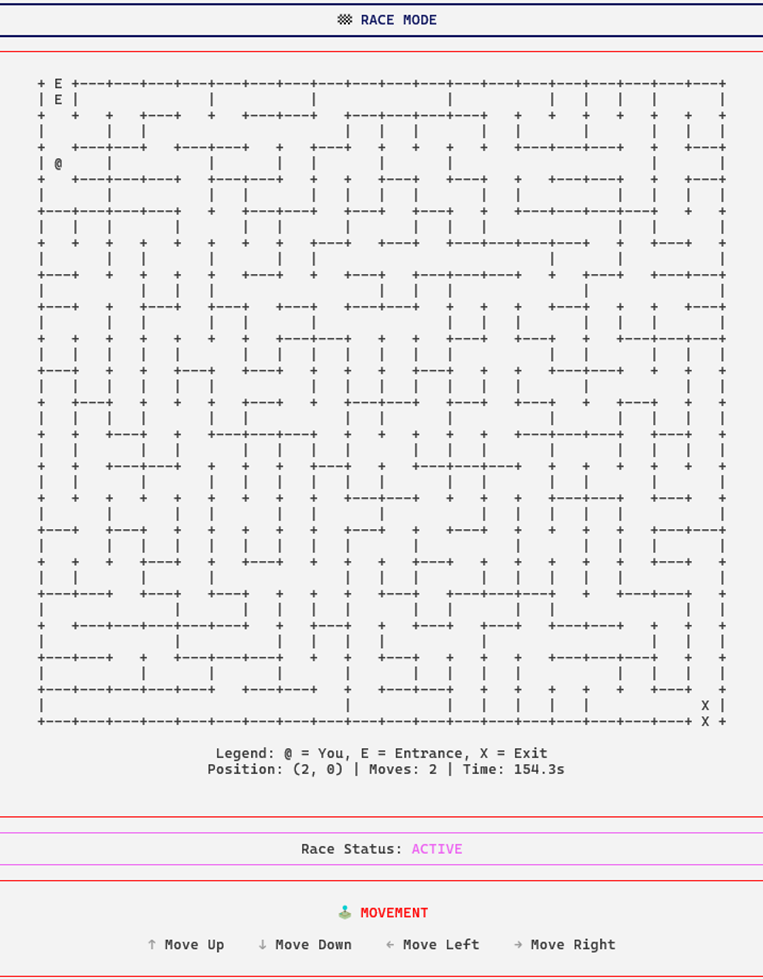 🏁 RACE MODE
E
E
@
X
X
Legend: @ = You, E = Entrance, X = Exit
Position: (2, 0) | Moves: 2 | Time: 154.3s
Race Status: ACTIVE
🕹️ MOVEMENT
↑ Move Up ↓ Move Down ← Move Left → Move Right